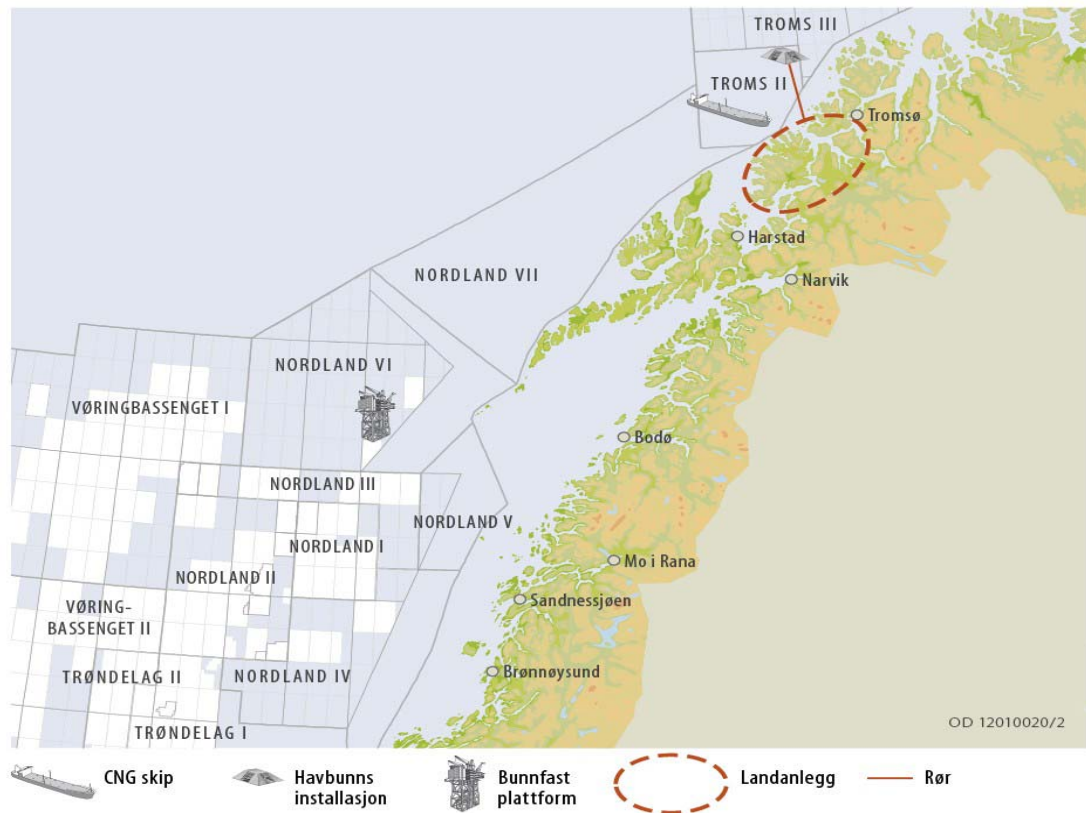 TROMS III
TROMS II
Tromsø
Harstad
NORDLAND VII
Narvik
NORDLAND VI
VØRINGBASSENGET I
Bodø
NORDLAND III
NORDLAND V
NORDLAND I
Mo i Rana
NORDLAND II
Sandnessjøen
VØRING-
BASSENGET II
TRØNDELAG II
NORDLAND IV
Brønnøysund
OD 12010020/2
TRØNDELAG I
CNG skip
Havbunns
installasjon
Bunnfast
plattform
Landanlegg
Rør